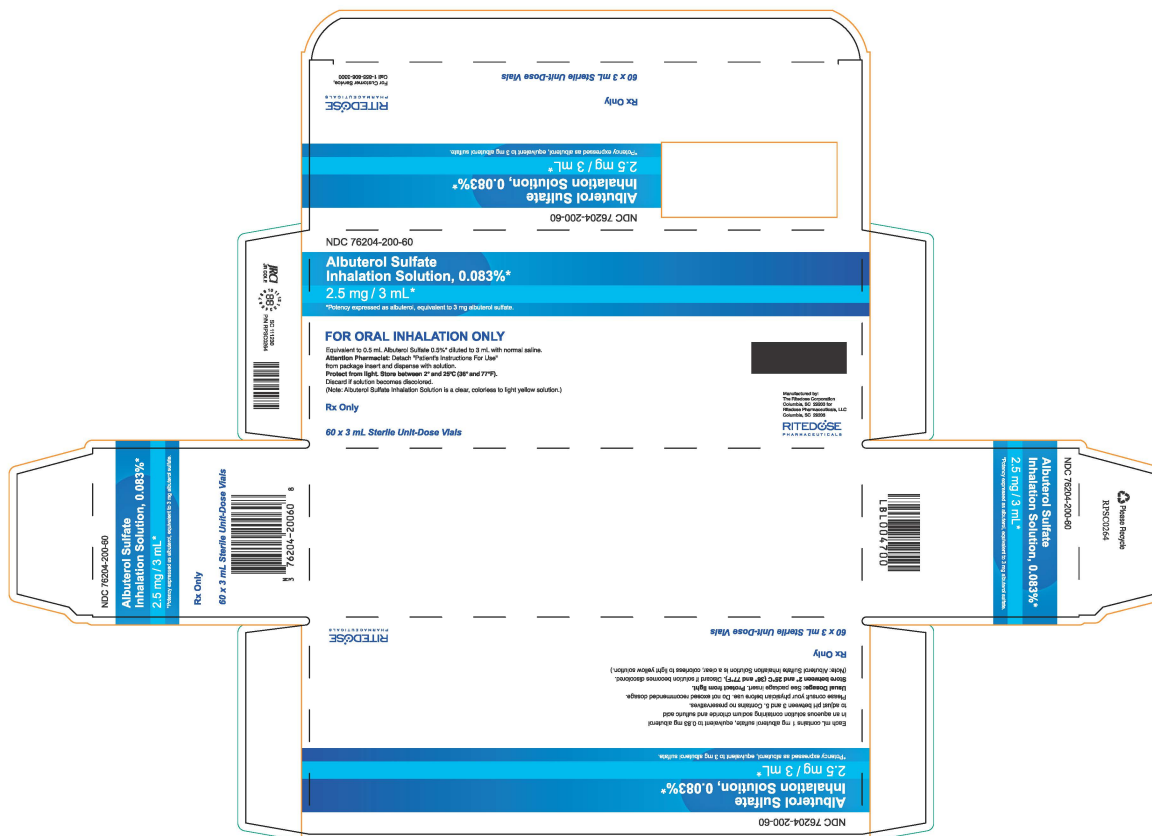 For Customer Service,
Call 1-855-806-3300
RITEDOSE
PHARMACEUTICALS
60 x 3 mL Sterile Unit-Dose Vials
Rx Only
*Potency expressed as albuterol, equivalent to 3 mg albuterol sulfate.
2.5 mg / 3 mL*
Albuterol Sulfate
Inhalation Solution, 0.083%*
NDC 76204-200-60
NDC 76204-200-60
Albuterol Sulfate
Inhalation Solution, 0.083%*
2.5 mg / 3 mL*
*Potency expressed as albuterol, equivalent to 3 mg albuterol sulfate.
FOR ORAL INHALATION ONLY
Equivalent to 0.5 mL Albuterol Sulfate 0.5%* diluted to 3 mL with normal saline.
Attention Pharmacist: Detach "Patient's Instructions For Use"
from package insert and dispense with solution.
Protect from light. Store between 2° and 25°C (36° and 77°F).
Discard if solution becomes discolored.
(Note: Albuterol Sulfate Inhalation Solution is a clear, colorless to light yellow solution.)
Rx Only
60 x 3 mL Sterile Unit-Dose Vials
Manufactured by:
The Ritedose Corporation
Columbia, SC 29203 for
Ritedose Pharmaceuticals, LLC
Columbia, SC 29203
RITEDOSE
PHARMACEUTICALS
SC 111230
P/N RPSC0264
NDC 76204-200-60
Albuterol Sulfate
Inhalation Solution, 0.083%*
2.5 mg / 3 mL*
*Potency expressed as albuterol, equivalent to 3 mg albuterol sulfate.
Rx Only
60 x 3 mL Sterile Unit-Dose Vials
N3 76204-20060 8
LBL004700
NDC 76204-200-60
Albuterol Sulfate
Inhalation Solution, 0.083%*
2.5 mg / 3 mL*
*Potency expressed as albuterol, equivalent to 3 mg albuterol sulfate.
Please Recycle
RPSC0264
NDC 76204-200-60
Albuterol Sulfate
Inhalation Solution, 0.083%*
2.5 mg / 3 mL*
*Potency expressed as albuterol, equivalent to 3 mg albuterol sulfate.
Each mL contains 1 mg albuterol sulfate, equivalent to 0.83 mg albuterol
in an aqueous solution containing sodium chloride and sulfuric acid
to adjust pH between 3 and 5. Contains no preservatives.
Please consult your physician before use. Do not exceed recommended dosage.
Usual Dosage: See package insert. Protect from light.
Store between 2° and 25°C (36° and 77°F). Discard if solution becomes discolored.
(Note: Albuterol Sulfate Inhalation Solution is a clear, colorless to light yellow solution.)
Rx Only
60 x 3 mL Sterile Unit-Dose Vials
RITEDOSE
PHARMACEUTICALS